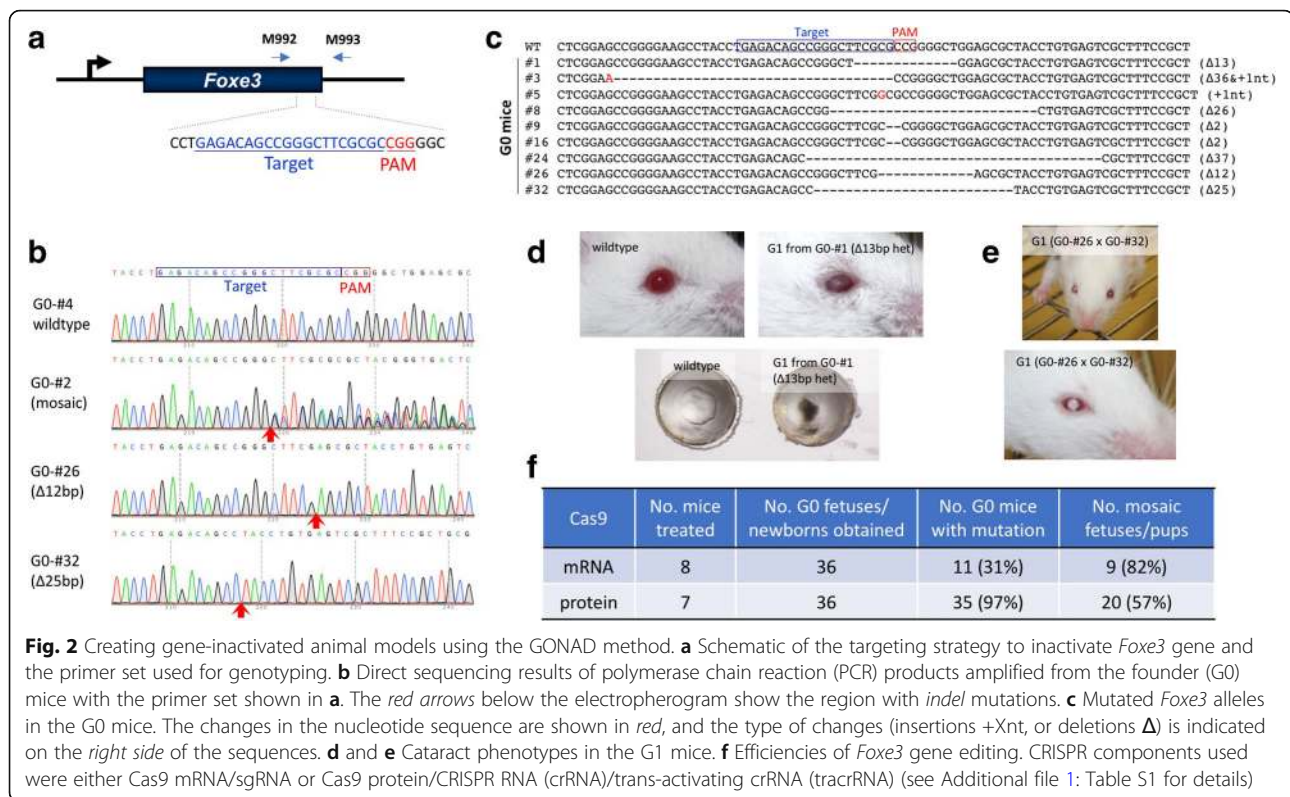 a
M992
M993
Foxe3
CCTGAGACAGCCGGGCTTCGCGCCGGGGC
Target
PAM
b
TACCTGAGACAGCCGGGCTTCGCGCCGGGGCTGGAGCGC
Target
PAM
G0-#4
wildtype
TACCTGAGACAGCCGGGCTTCGCGCGCTACGGGTGACTC
G0-#2
(mosaic)
TACCTGAGACAGCCGGGCTTCGAGCGCTACCTGTGAGTC
G0-#26
(Δ12bp)
TACCTGAGACAGCCTACCTGTGAGTCGCTTTCCGCTGCG
G0-#32
(Δ25bp)
c
Target
PAM
WT CTCGGAGCCGGGGAAGCCTACCTGAGACAGCCGGGCTTCGCGCCGGGGCTGGAGCGCTACCTGTGAGTCGCTTTCCGCT
G0 mice
#1 CTCGGAGCCGGGGAAGCCTACCTGAGACAGCCGGGCT-------------GGAGCGCTACCTGTGAGTCGCTTTCCGCT (Δ13)
#3 CTCGGAA------------------------------------CCGGGGCTGGAGCGCTACCTGTGAGTCGCTTTCCGCT (Δ36&+1nt)
#5 CTCGGAGCCGGGGAAGCCTACCTGAGACAGCCGGGCTTCGGCGCCGGGGCTGGAGCGCTACCTGTGAGTCGCTTTCCGCT (+1nt)
#8 CTCGGAGCCGGGGAAGCCTACCTGAGACAGCCGG--------------------------CTGTGAGTCGCTTTCCGCT (Δ26)
#9 CTCGGAGCCGGGGAAGCCTACCTGAGACAGCCGGGCTTCGC--CGGGGCTGGAGCGCTACCTGTGAGTCGCTTTCCGCT (Δ2)
#16 CTCGGAGCCGGGGAAGCCTACCTGAGACAGCCGGGCTTCGC--CGGGGCTGGAGCGCTACCTGTGAGTCGCTTTCCGCT (Δ2)
#24 CTCGGAGCCGGGGAAGCCTACCTGAGACAGC-------------------------------------CGCTTTCCGCT (Δ37)
#26 CTCGGAGCCGGGGAAGCCTACCTGAGACAGCCGGGCTTCG------------AGCGCTACCTGTGAGTCGCTTTCCGCT (Δ12)
#32 CTCGGAGCCGGGGAAGCCTACCTGAGACAGCC-------------------------TACCTGTGAGTCGCTTTCCGCT (Δ25)
d
wildtype
G1 from G0-#1 (Δ13bp het)
wildtype
G1 from G0-#1
(Δ13bp het)
e
G1 (G0-#26 x G0-#32)
G1 (G0-#26 x G0-#32)
f
Cas9 No. mice treated No. G0 fetuses/newborns obtained No. G0 mice with mutation No. mosaic fetuses/pups
mRNA 8 36 11 (31%) 9 (82%)
protein 7 36 35 (97%) 20 (57%)
Fig. 2 Creating gene-inactivated animal models using the GONAD method. a Schematic of the targeting strategy to inactivate Foxe3 gene and
the primer set used for genotyping. b Direct sequencing results of polymerase chain reaction (PCR) products amplified from the founder (G0)
mice with the primer set shown in a. The red arrows below the electropherogram show the region with indel mutations. c Mutated Foxe3 alleles
in the G0 mice. The changes in the nucleotide sequence are shown in red, and the type of changes (insertions +Xnt, or deletions Δ) is indicated
on the right side of the sequences. d and e Cataract phenotypes in the G1 mice. f Efficiencies of Foxe3 gene editing. CRISPR components used
were either Cas9 mRNA/sgRNA or Cas9 protein/CRISPR RNA (crRNA)/trans-activating crRNA (tracrRNA) (see Additional file 1: Table S1 for details)